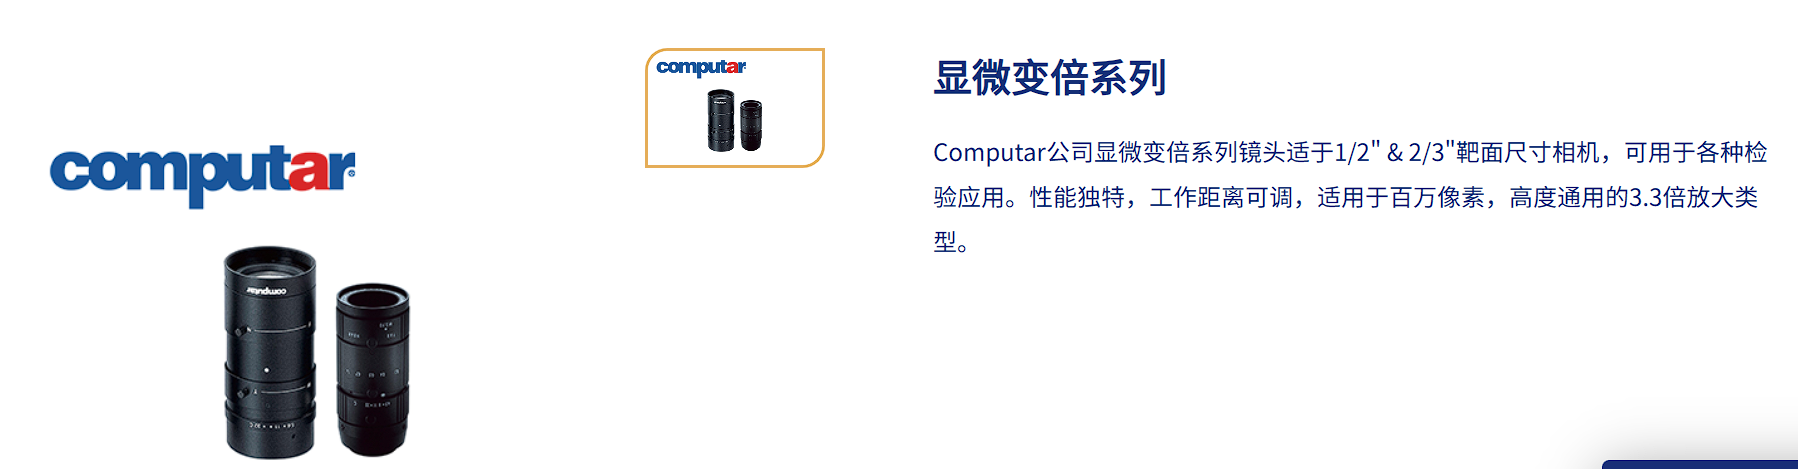 computar
computar
computar
显微变倍系列
Computar公司显微变倍系列镜头适于1/2" & 2/3"靶面尺寸相机，可用于各种检
验应用。性能独特，工作距离可调，适用于百万像素，高度通用的3.3倍放大类
型。